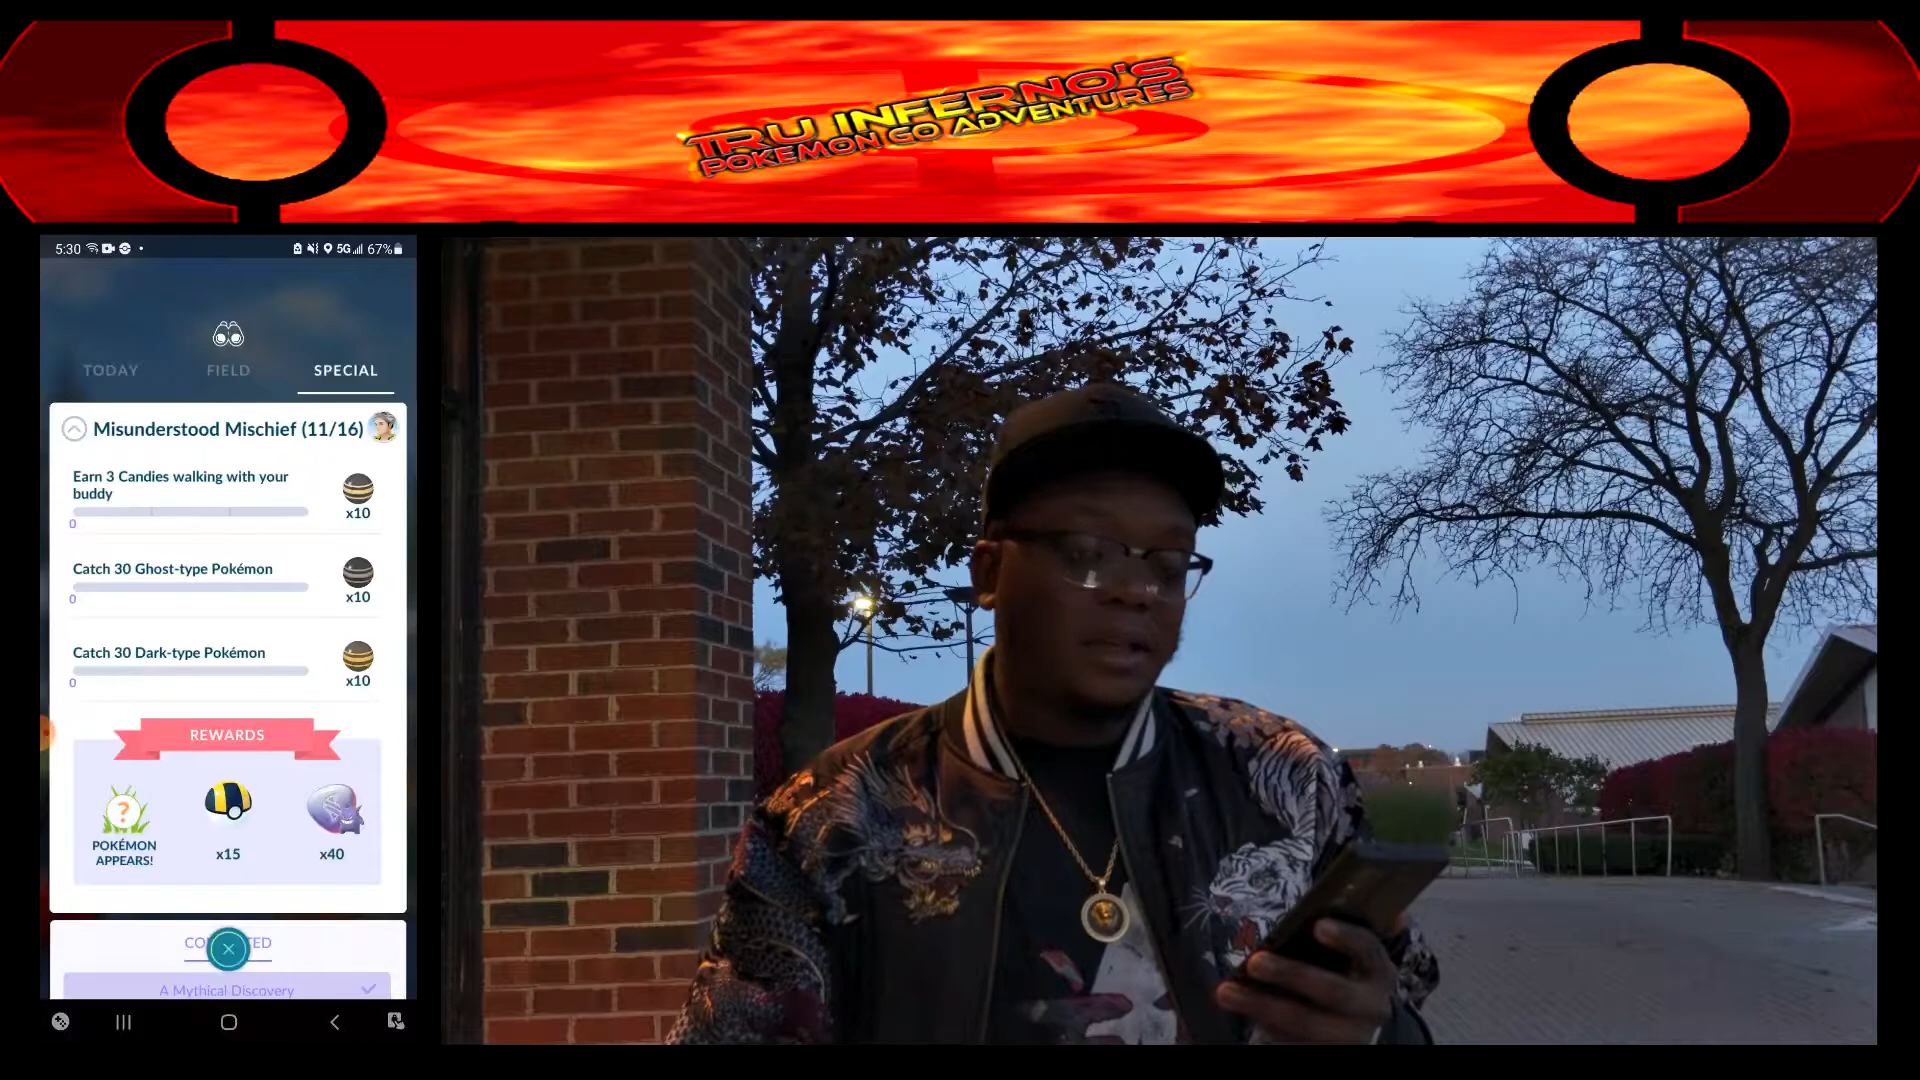 TRU INFERNO'S
POKEMON GO ADVENTURES
5:30
5G 67%
TODAY FIELD SPECIAL
Misunderstood Mischief (11/16)
Earn 3 Candies walking with your
buddy
x10
0
Catch 30 Ghost-type Pokémon
x10
0
Catch 30 Dark-type Pokémon
x10
0
REWARDS
?
POKÉMON
APPEARS!
x15
x40
A Mythical Discovery